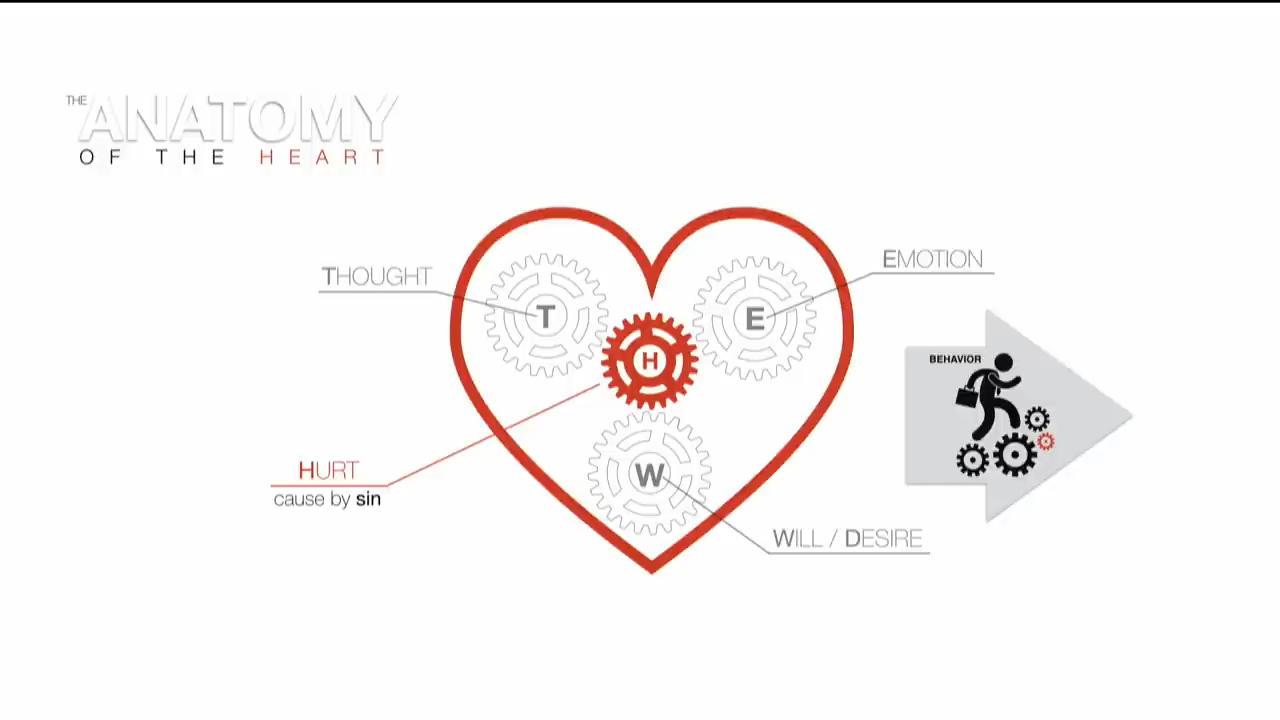 THE
ANATOMY
OF THE HEART
THOUGHT
EMOTION
T
E
H
BEHAVIOR
HURT
cause by sin
W
WILL / DESIRE